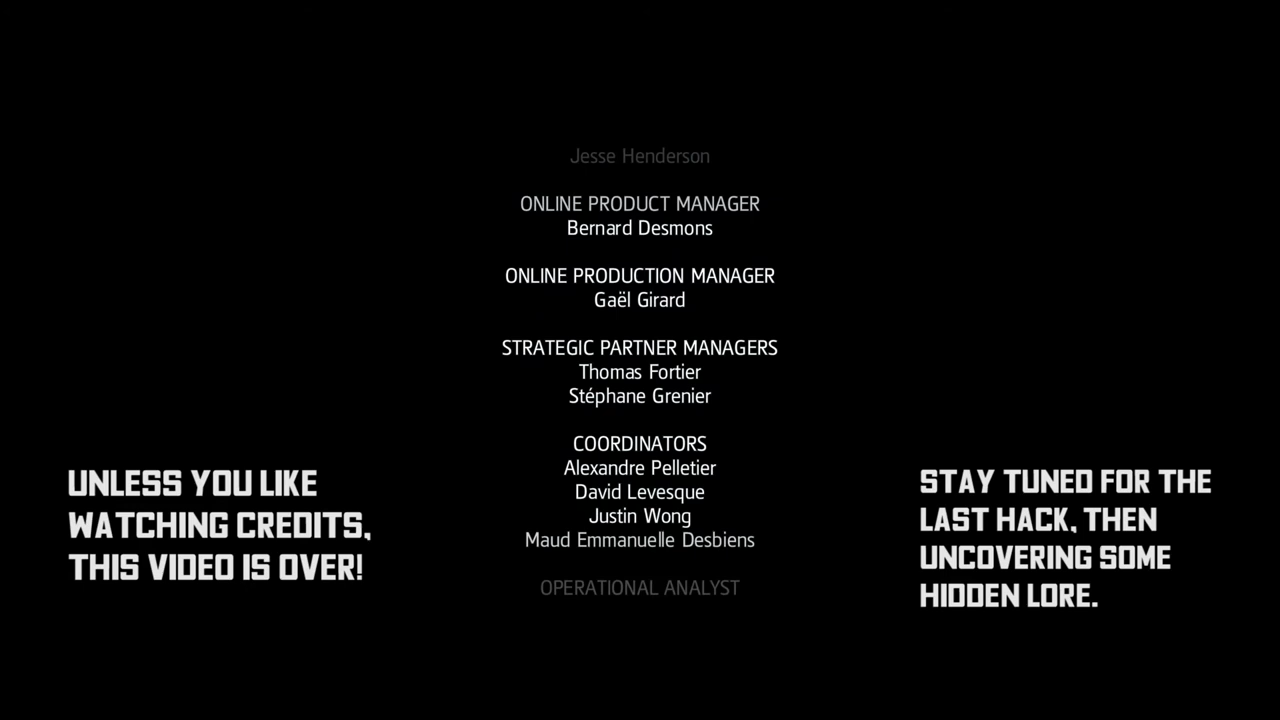 Jesse Henderson
ONLINE PRODUCT MANAGER
Bernard Desmons
ONLINE PRODUCTION MANAGER
Gaël Girard
STRATEGIC PARTNER MANAGERS
Thomas Fortier
Stéphane Grenier
COORDINATORS
Alexandre Pelletier
David Levesque
Justin Wong
Maud Emmanuelle Desbiens
OPERATIONAL ANALYST
UNLESS YOU LIKE
WATCHING CREDITS,
THIS VIDEO IS OVER!
STAY TUNED FOR THE
LAST HACK, THEN
UNCOVERING SOME
HIDDEN LORE.